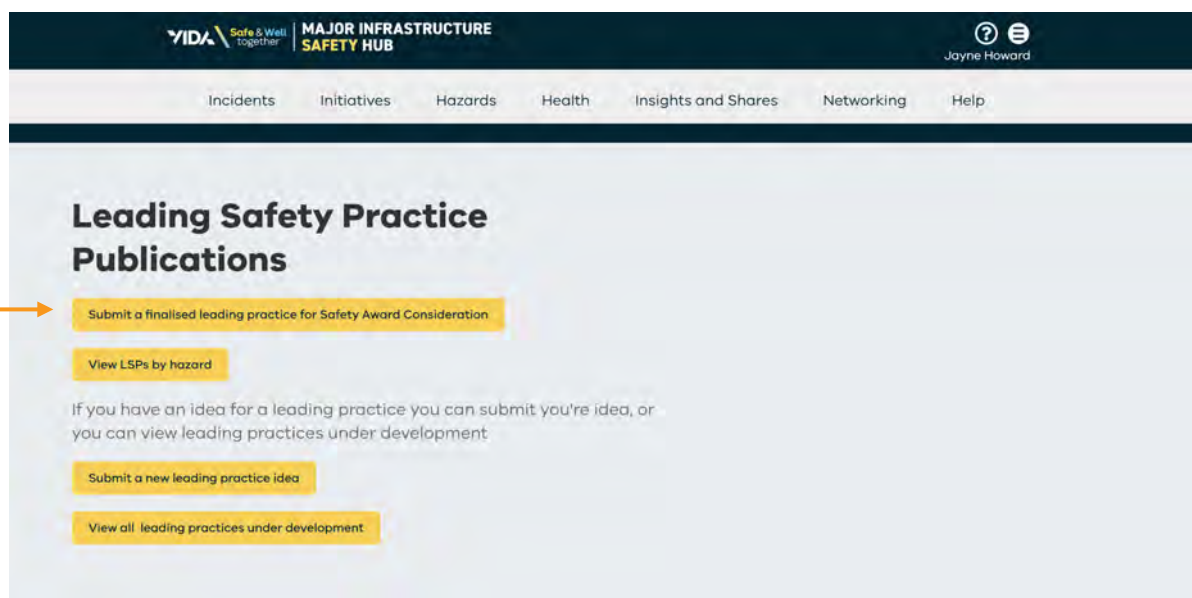 VIDA Safe & Well together MAJOR INFRASTRUCTURE SAFETY HUB
?
Jayne Howard
Incidents Initiatives Hazards Health Insights and Shares Networking Help
Leading Safety Practice
Publications
Submit a finalised leading practice for Safety Award Consideration
View LSPs by hazard
If you have an idea for a leading practice you can submit you're idea, or
you can view leading practices under development
Submit a new leading practice idea
View all leading practices under development